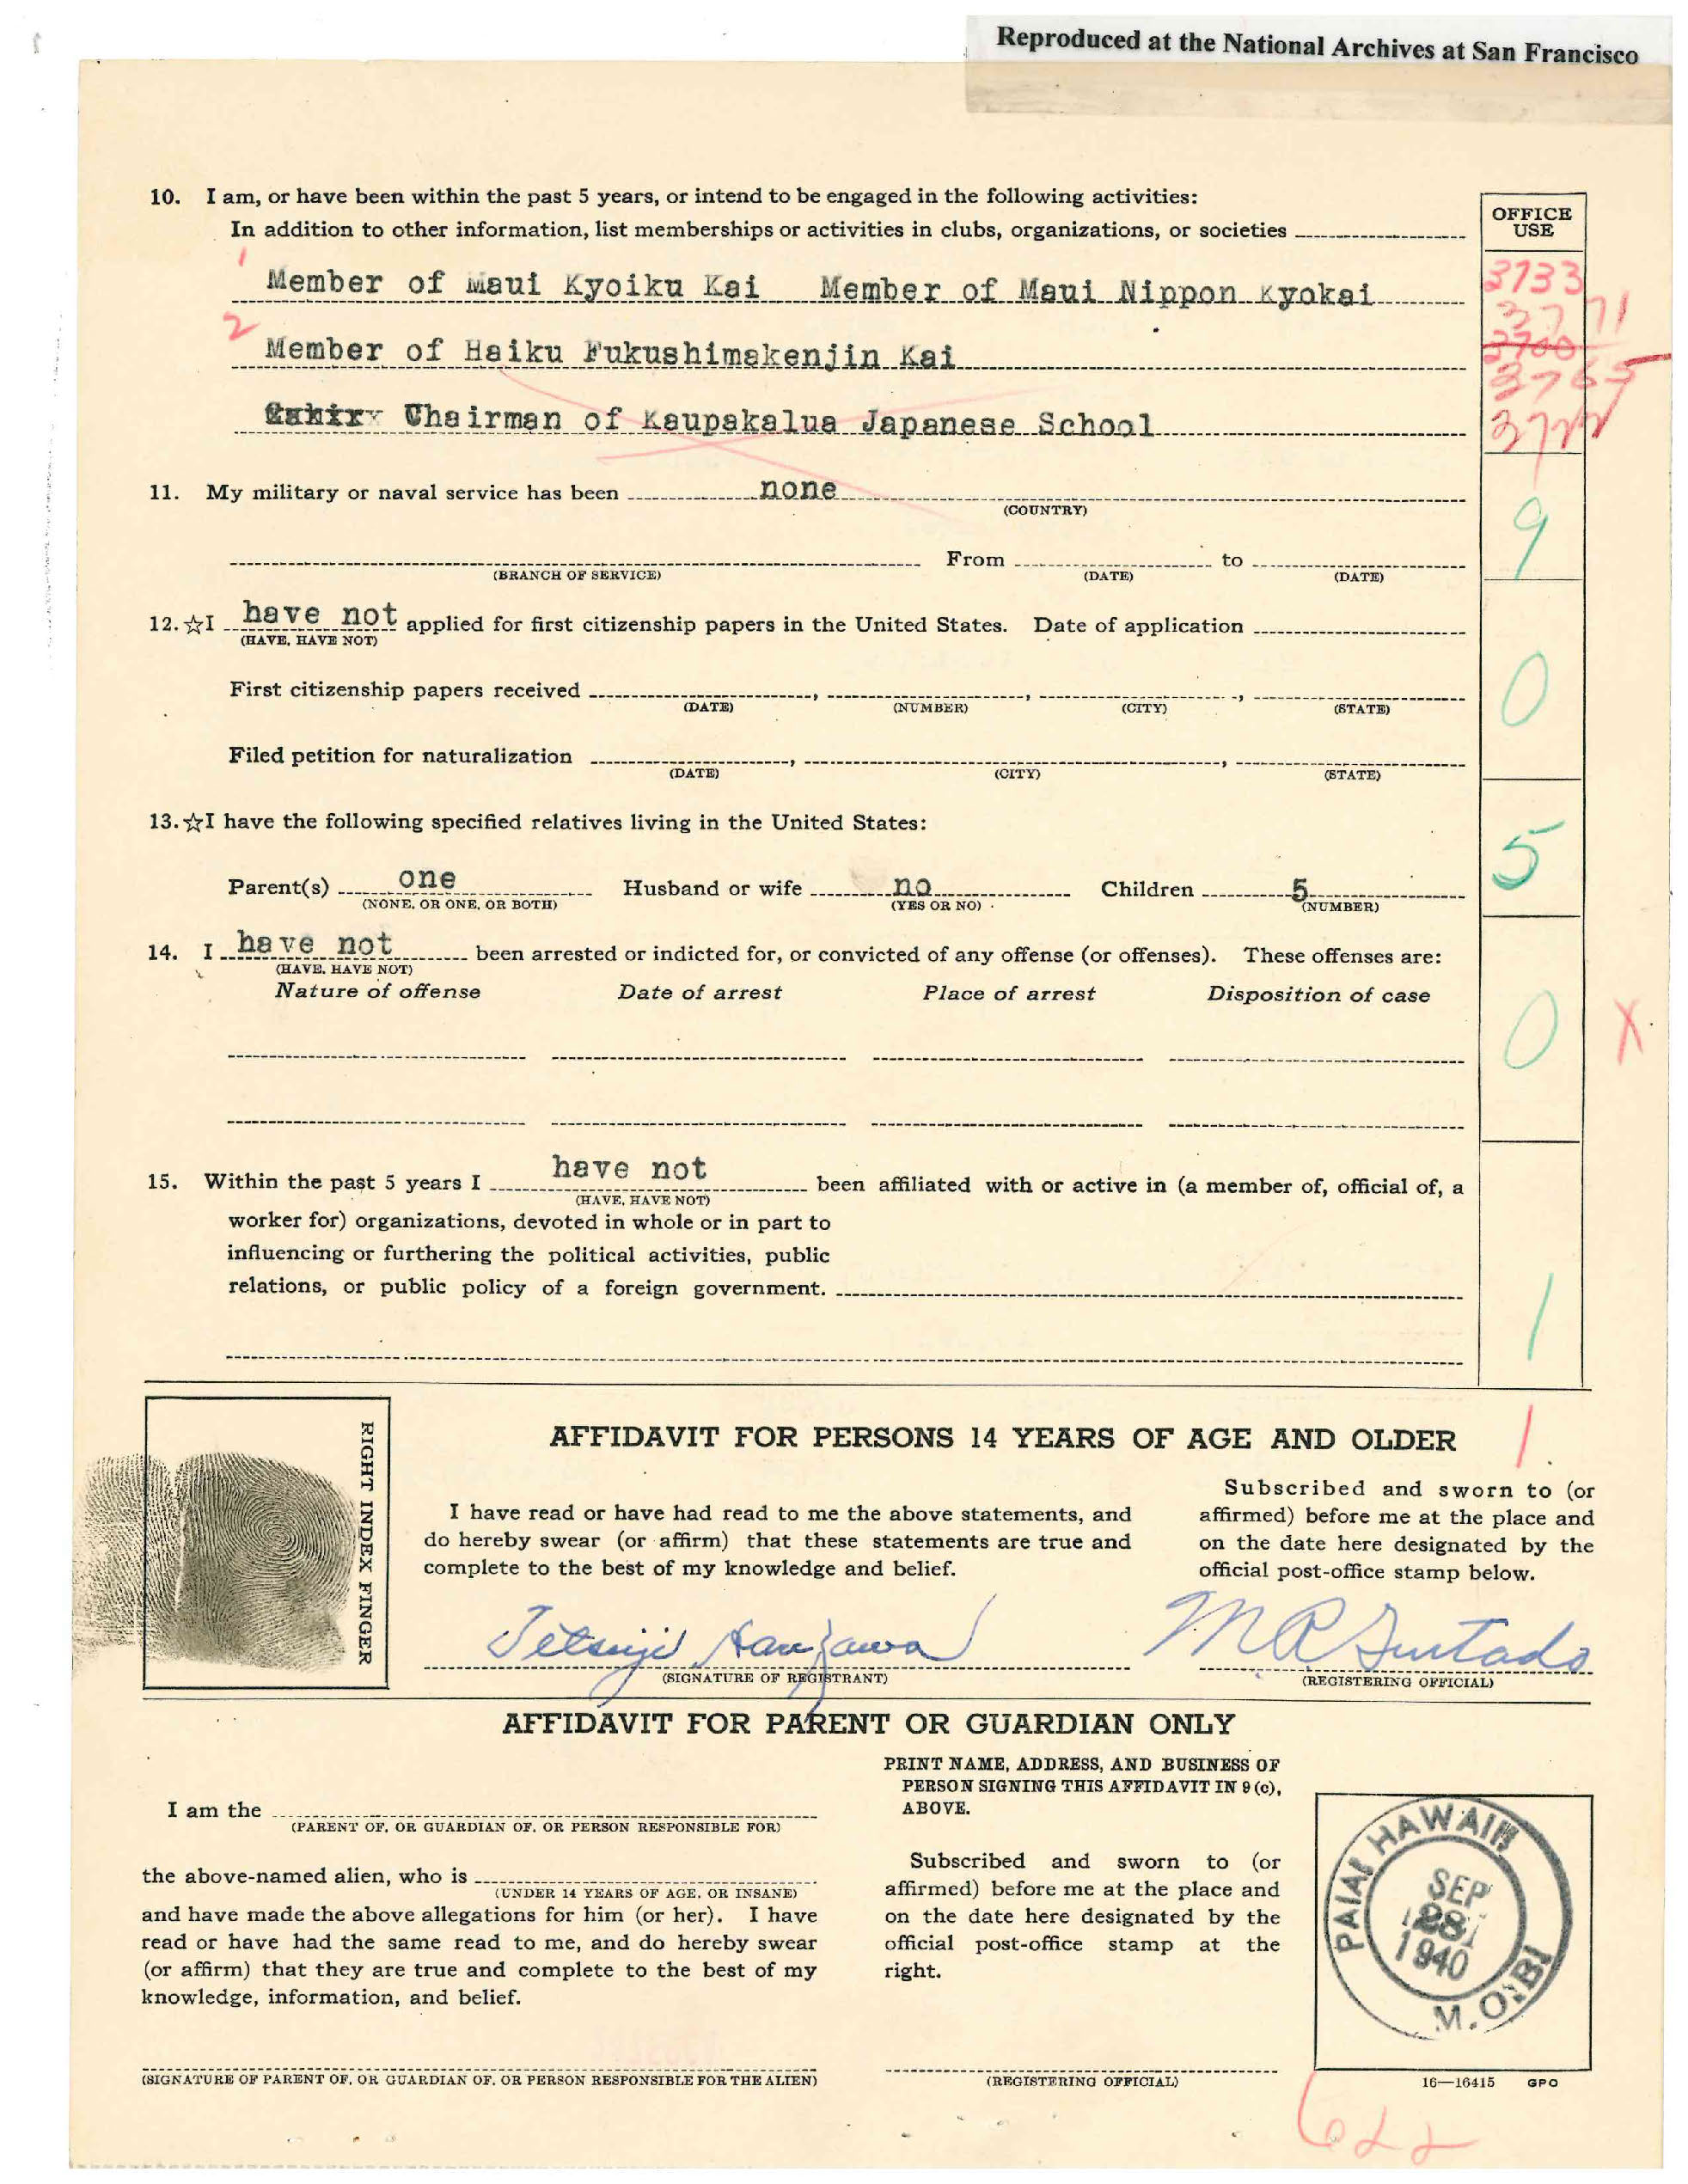 Reproduced at the National Archives at San Francisco
10. I am, or have been within the past 5 years, or intend to be engaged in the following activities:
In addition to other information, list memberships or activities in clubs, organizations, or societies
OFFICE USE
1
Member of Maui Kyoiku Kai Member of Maui Nippon Kyokai
3733
3771
2
Member of Haiku Fukushimakenjin Kai
3765
Chairman of Kaupakalua Japanese School
11. My military or naval service has been none
(COUNTRY)
9
From to
(BRANCH OF SERVICE) (DATE) (DATE)
12. ☆I have not applied for first citizenship papers in the United States. Date of application
(HAVE, HAVE NOT)
First citizenship papers received , , ,
0
(DATE) (NUMBER) (CITY) (STATE)
Filed petition for naturalization , ,
(DATE) (CITY) (STATE)
13. ☆I have the following specified relatives living in the United States:
5
Parent(s) one Husband or wife no Children 5
(NONE, OR ONE, OR BOTH) (YES OR NO) (NUMBER)
14. I have not been arrested or indicted for, or convicted of any offense (or offenses). These offenses are:
(HAVE, HAVE NOT)
Nature of offense Date of arrest Place of arrest Disposition of case
0 X
15. Within the past 5 years I have not been affiliated with or active in (a member of, official of, a
(HAVE, HAVE NOT)
worker for) organizations, devoted in whole or in part to
influencing or furthering the political activities, public
relations, or public policy of a foreign government.
1
RIGHT INDEX FINGER
AFFIDAVIT FOR PERSONS 14 YEARS OF AGE AND OLDER
1
I have read or have had read to me the above statements, and
do hereby swear (or affirm) that these statements are true and
complete to the best of my knowledge and belief.
Subscribed and sworn to (or
affirmed) before me at the place and
on the date here designated by the
official post-office stamp below.
Tetsuji Hanzawa
(SIGNATURE OF REGISTRANT)
M R Furtado
(REGISTERING OFFICIAL)
AFFIDAVIT FOR PARENT OR GUARDIAN ONLY
I am the
(PARENT OF, OR GUARDIAN OF, OR PERSON RESPONSIBLE FOR)
the above-named alien, who is
(UNDER 14 YEARS OF AGE, OR INSANE)
and have made the above allegations for him (or her). I have
read or have had the same read to me, and do hereby swear
(or affirm) that they are true and complete to the best of my
knowledge, information, and belief.
(SIGNATURE OF PARENT OF, OR GUARDIAN OF, OR PERSON RESPONSIBLE FOR THE ALIEN)
PRINT NAME, ADDRESS, AND BUSINESS OF
PERSON SIGNING THIS AFFIDAVIT IN 9 (c),
ABOVE.
Subscribed and sworn to (or
affirmed) before me at the place and
on the date here designated by the
official post-office stamp at the
right.
(REGISTERING OFFICIAL)
PAIA HAWAII
SEP
28
1940
M.O.B.
16—16415 GPO
622